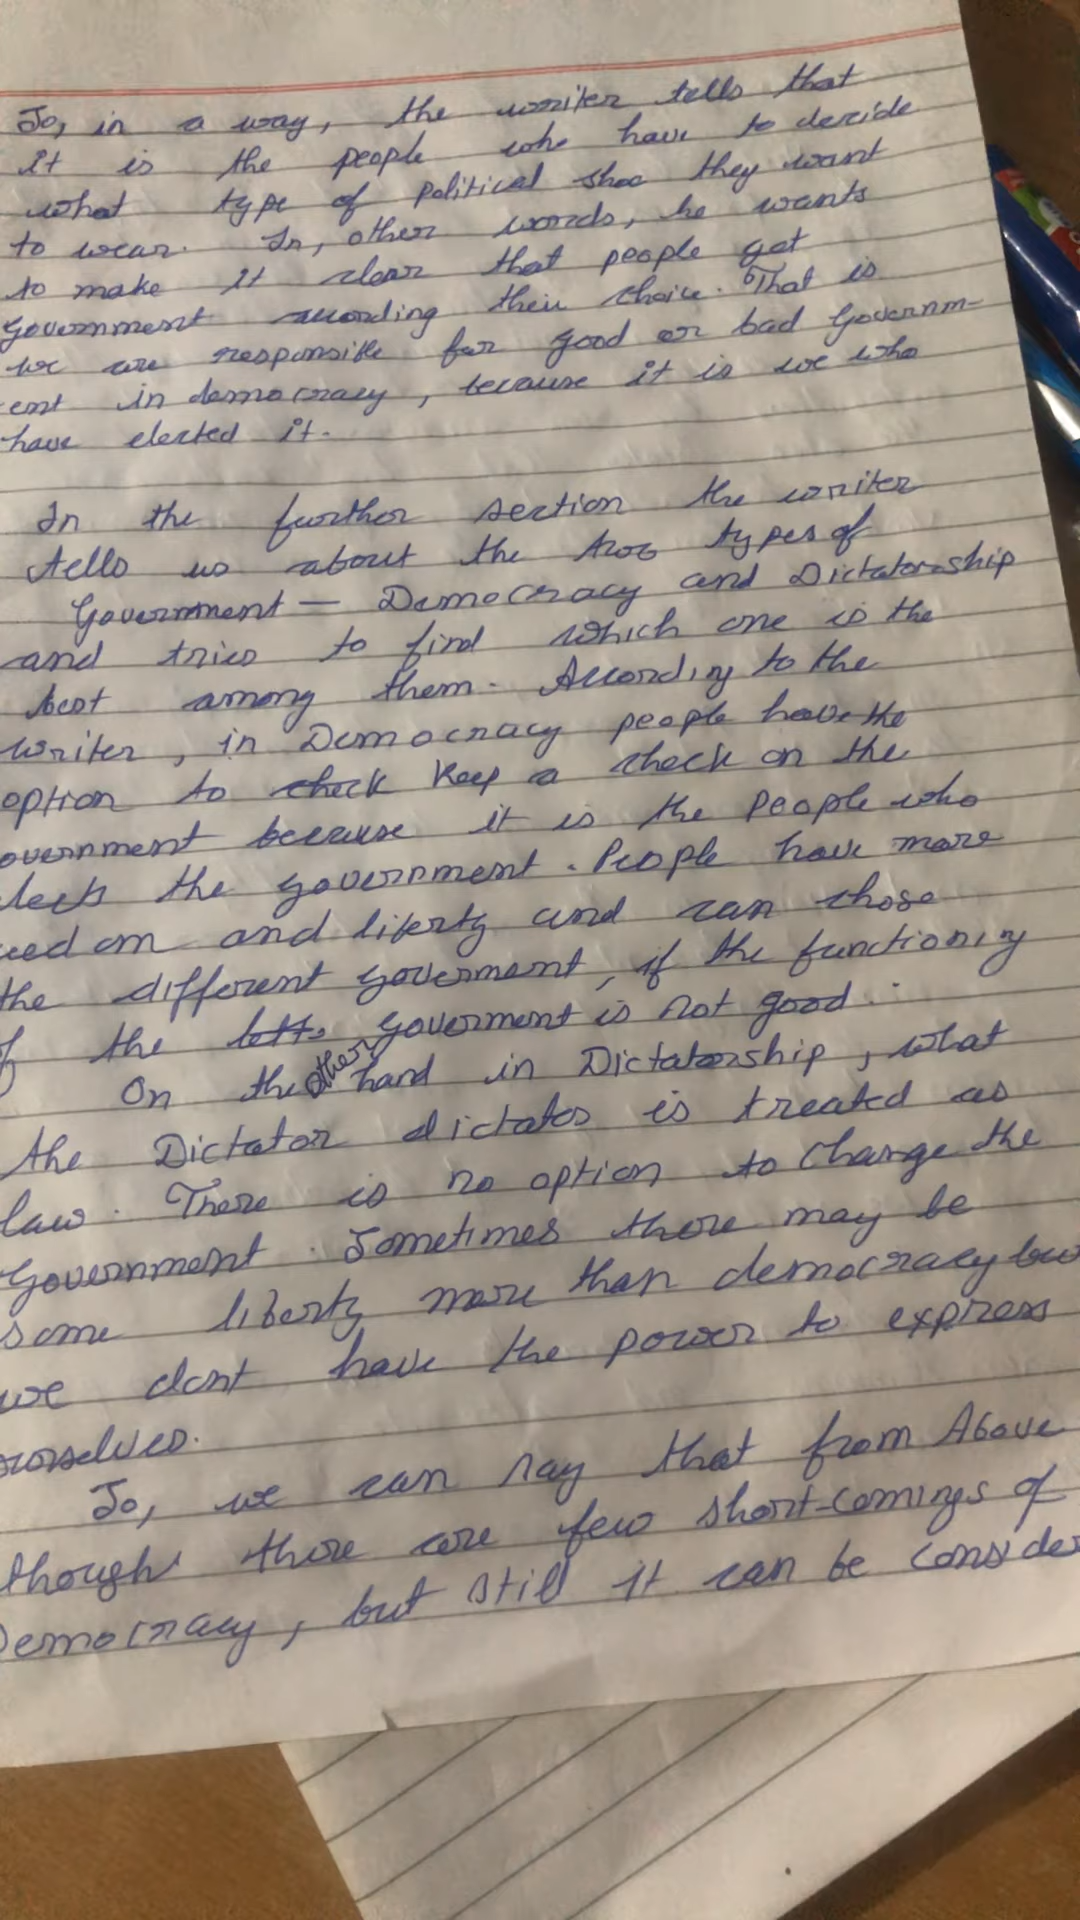 So, in a way, the writer tells that
it is the people who have to decide
what type of political shoe they want
to wear. In, other words, he wants
to make it clear that people get
Government according their choice. That is
we are responsible for good or bad Governm-
ent in democracy, because it is we who
have elected it.
In the further section the writer
tells us about the two types of
Government — Democracy and Dictatorship
and tries to find which one is the
best among them. According to the
writer, in Democracy people have the
option to check Keep a check on the
overnment because it is the people who
lects the government. People have more
eedom and liberty and can chose
the different goverment, if the functioning
f the goverment is not good.
On the other hand in Dictatorship, what
the Dictator dictates is treated as
law. There is no option to change the
Government. Sometimes there may be
some liberty more than democracy bu
we dont have the power to express
ourselves.
So, we can say that from Above
though there are few short-comings of
Democracy, but still it can be conside